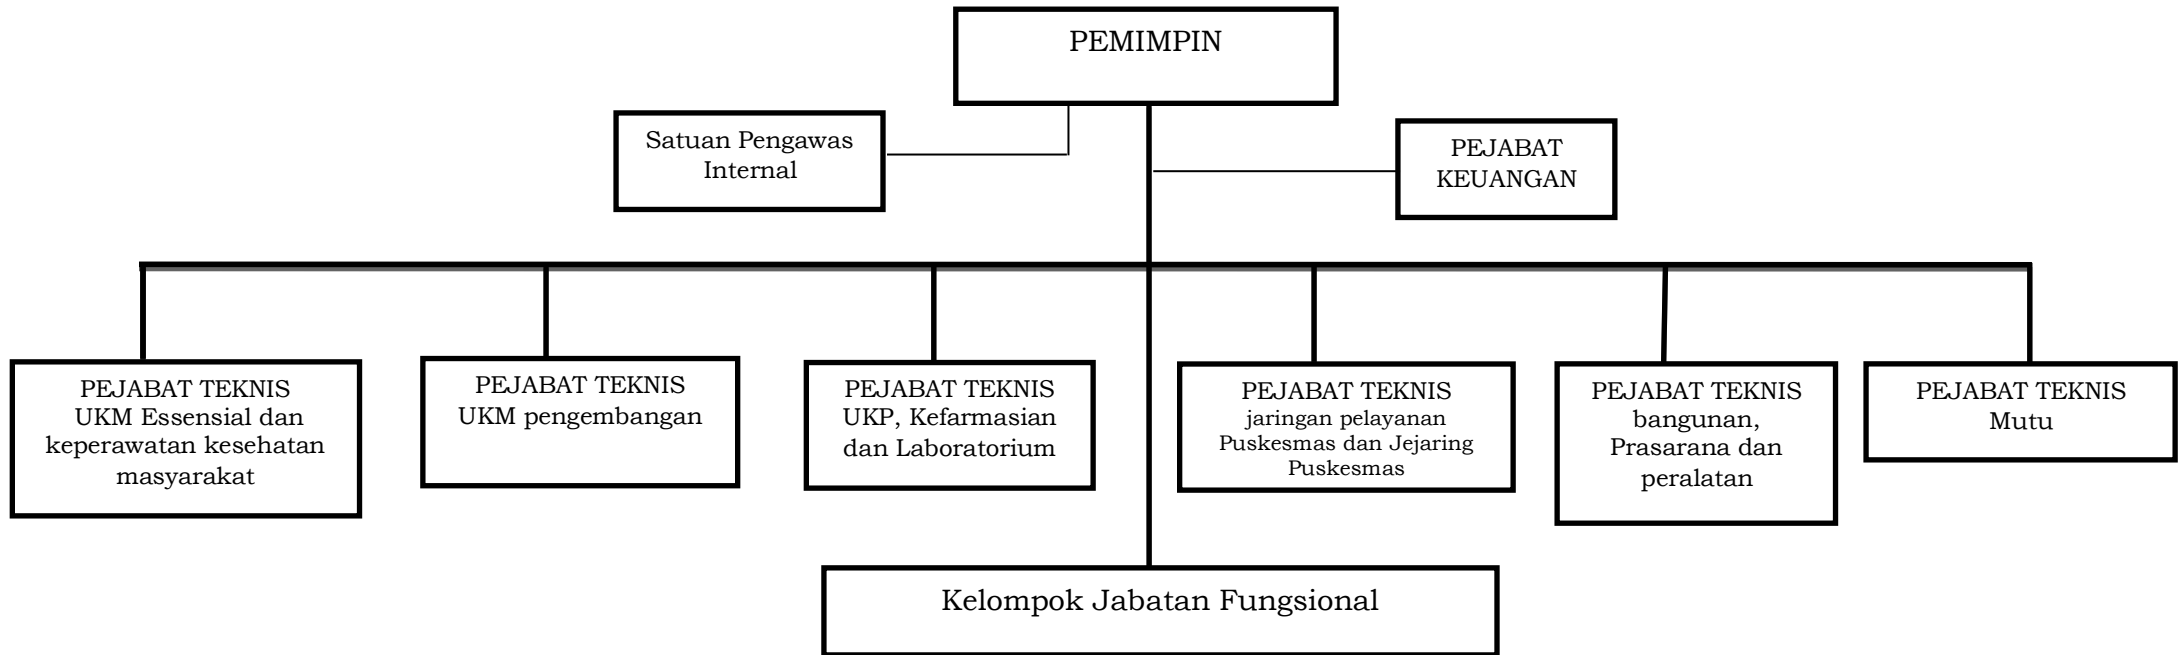 PEMIMPIN
Satuan Pengawas
Internal
PEJABAT
KEUANGAN
PEJABAT TEKNIS
UKM Essensial dan
keperawatan kesehatan
masyarakat
PEJABAT TEKNIS
UKM pengembangan
PEJABAT TEKNIS
UKP, Kefarmasian
dan Laboratorium
PEJABAT TEKNIS
jaringan pelayanan
Puskesmas dan Jejaring
Puskesmas
PEJABAT TEKNIS
bangunan,
Prasarana dan
peralatan
PEJABAT TEKNIS
Mutu
Kelompok Jabatan Fungsional